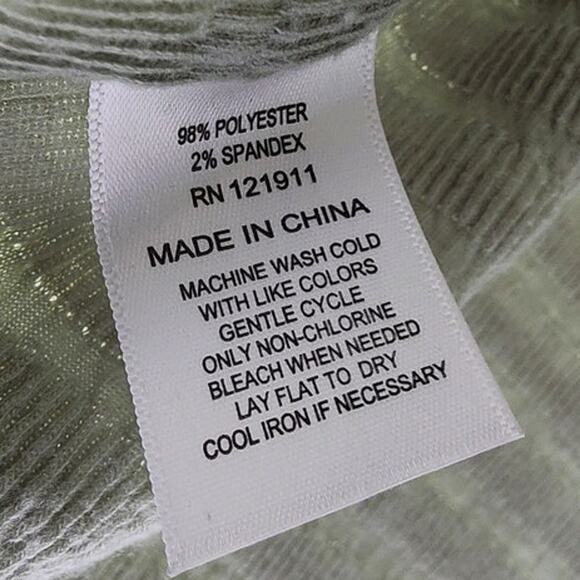 98% POLYESTER
2% SPANDEX
RN 121911
MADE IN CHINA
MACHINE WASH COLD
WITH LIKE COLORS
GENTLE CYCLE
ONLY NON-CHLORINE
BLEACH WHEN NEEDED
LAY FLAT TO DRY
COOL IRON IF NECESSARY